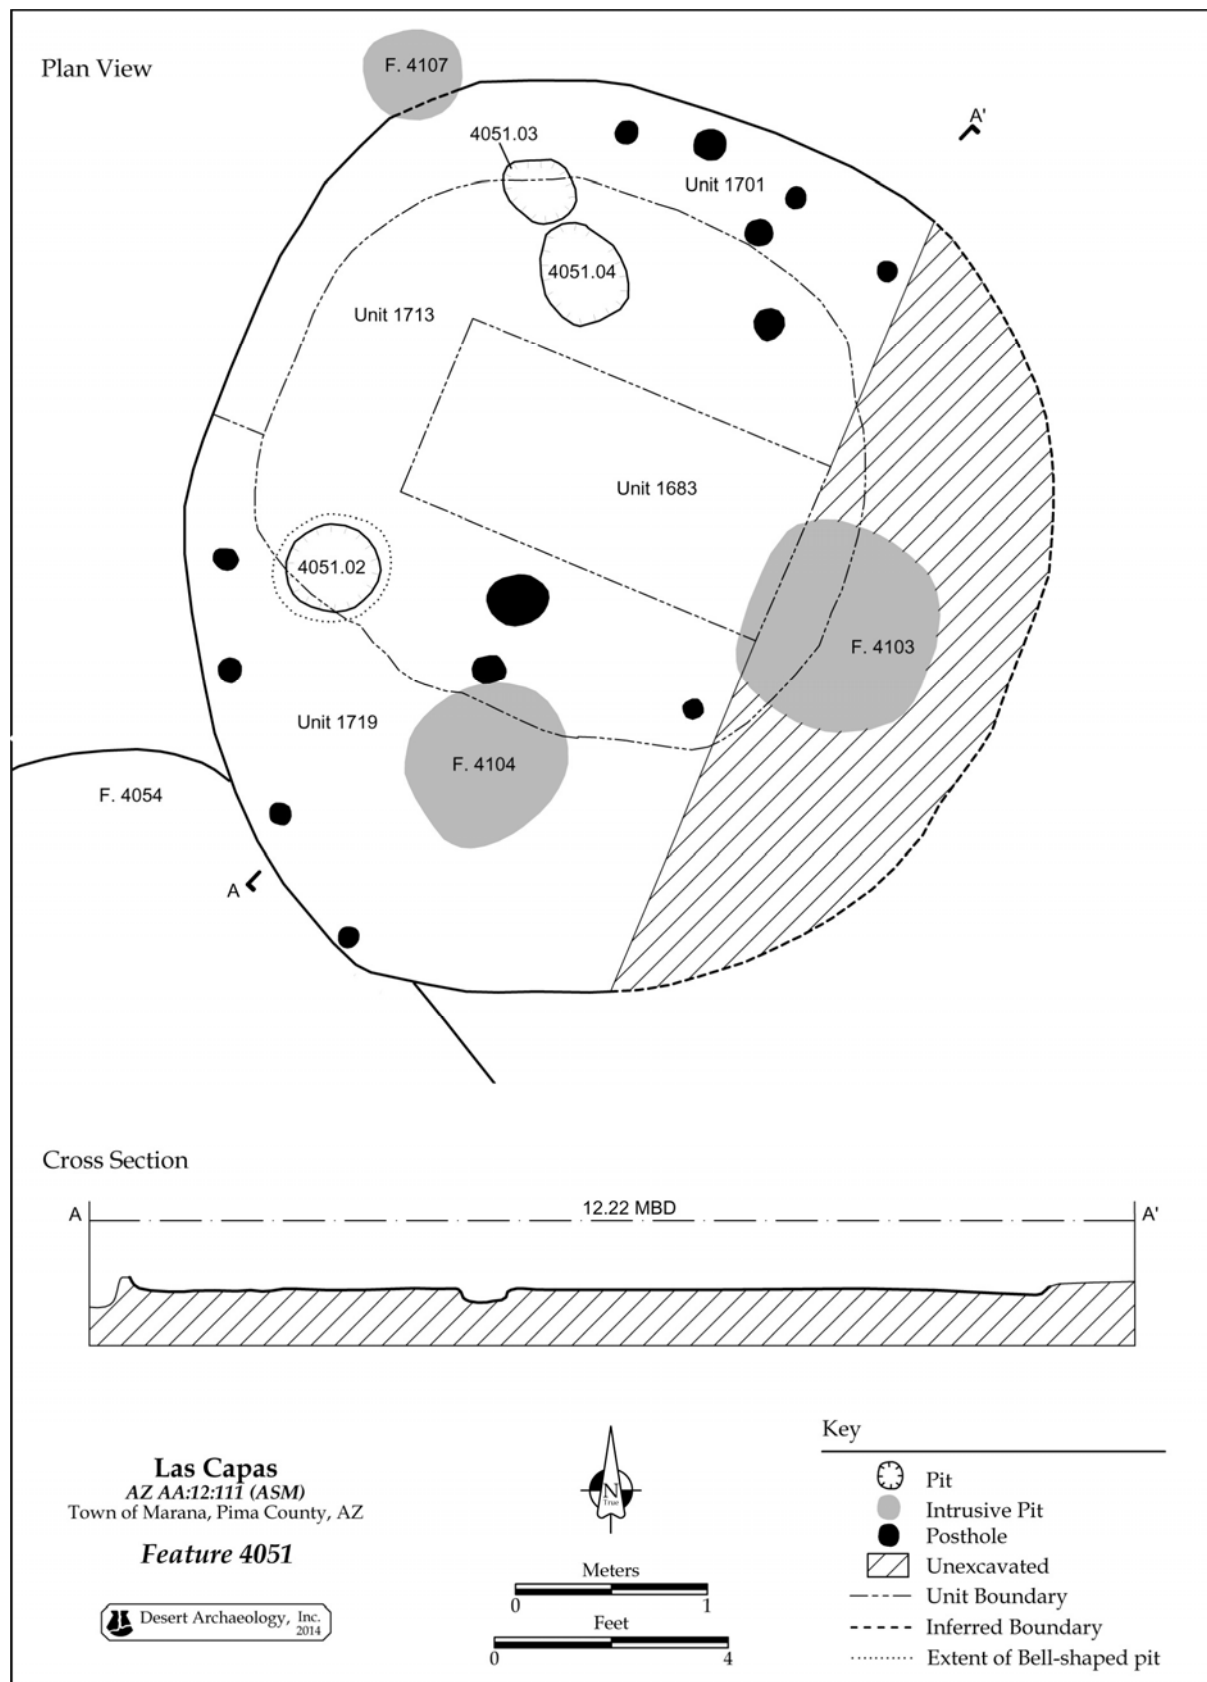 Plan View
F. 4107
A'
4051.03
Unit 1701
4051.04
Unit 1713
Unit 1683
4051.02
F. 4103
Unit 1719
F. 4104
F. 4054
A
Cross Section
A
12.22 MBD
A'
Las Capas
AZ AA:12:111 (ASM)
Town of Marana, Pima County, AZ
Feature 4051
Desert Archaeology, Inc.
2014
N
True
Meters
0 1
Feet
0 4
Key
Pit
Intrusive Pit
Posthole
Unexcavated
Unit Boundary
Inferred Boundary
Extent of Bell-shaped pit